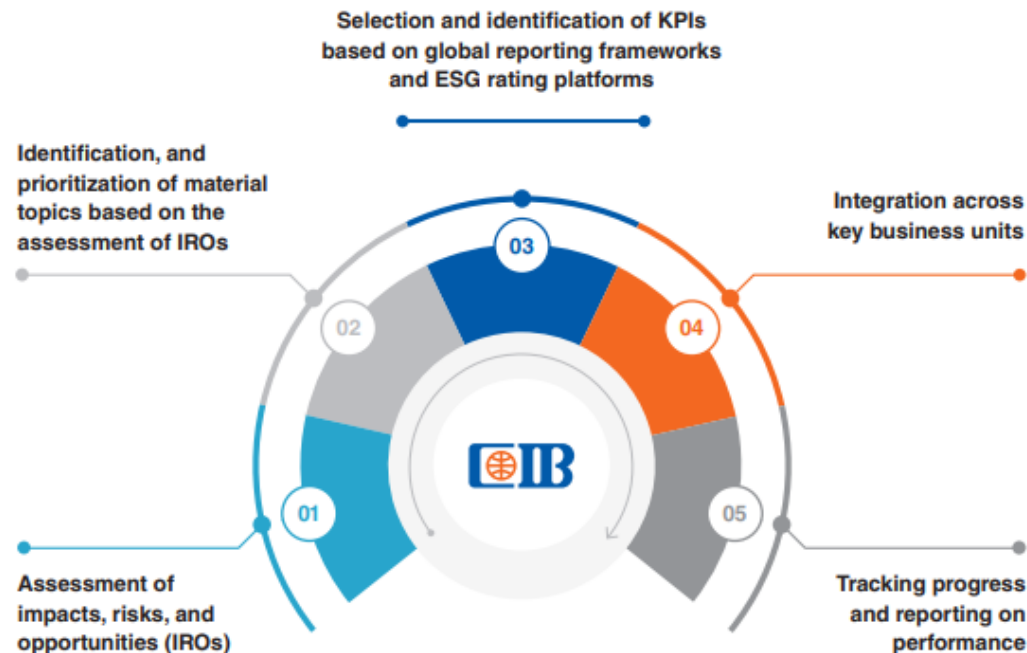 Selection and identification of KPIs
based on global reporting frameworks
and ESG rating platforms
Identification, and
prioritization of material
topics based on the
assessment of IROs
Integration across
key business units
03
02
04
CIB
01
05
Assessment of
impacts, risks, and
opportunities (IROs)
Tracking progress
and reporting on
performance